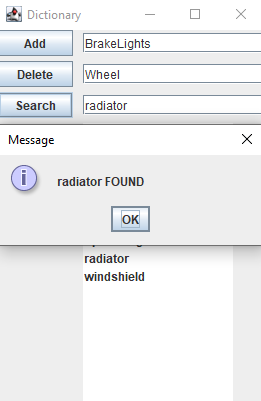 Dictionary
Add
BrakeLights
Delete
Wheel
Search
radiator
Message
radiator FOUND
OK
radiator
windshield